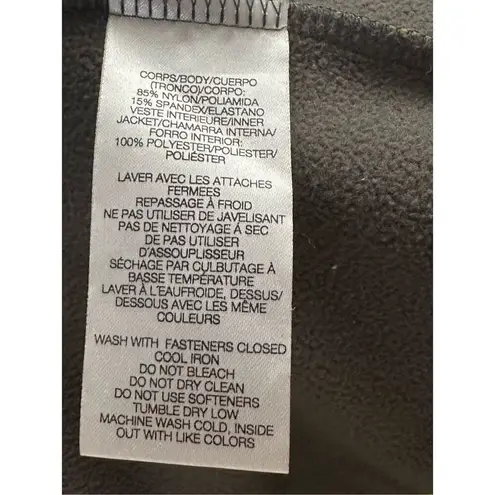 CORPS/BODY/CUERPO
(TRONCO)/CORPO:
85% NYLON/POLIAMIDA
15% SPANDEX/ELASTANO
VESTE INTERIEURE/INNER
JACKET/CHAMARRA INTERNA/
FORRO INTERIOR:
100% POLYESTER/POLIESTER/
POLIÉSTER
LAVER AVEC LES ATTACHES
FERMEES
REPASSAGE À FROID
NE PAS UTILISER DE JAVELISANT
PAS DE NETTOYAGE Á SEC
DE PAS UTILISER
D'ASSOUPLISEUR
SÉCHAGE PAR CULBUTAGE À
BASSE TEMPÉRATURE
LAVER À L'EAUFROIDE, DESSUS/
DESSOUS AVEC LES MÊME
COULEURS
WASH WITH FASTENERS CLOSED
COOL IRON
DO NOT BLEACH
DO NOT DRY CLEAN
DO NOT USE SOFTENERS
TUMBLE DRY LOW
MACHINE WASH COLD, INSIDE
OUT WITH LIKE COLORS